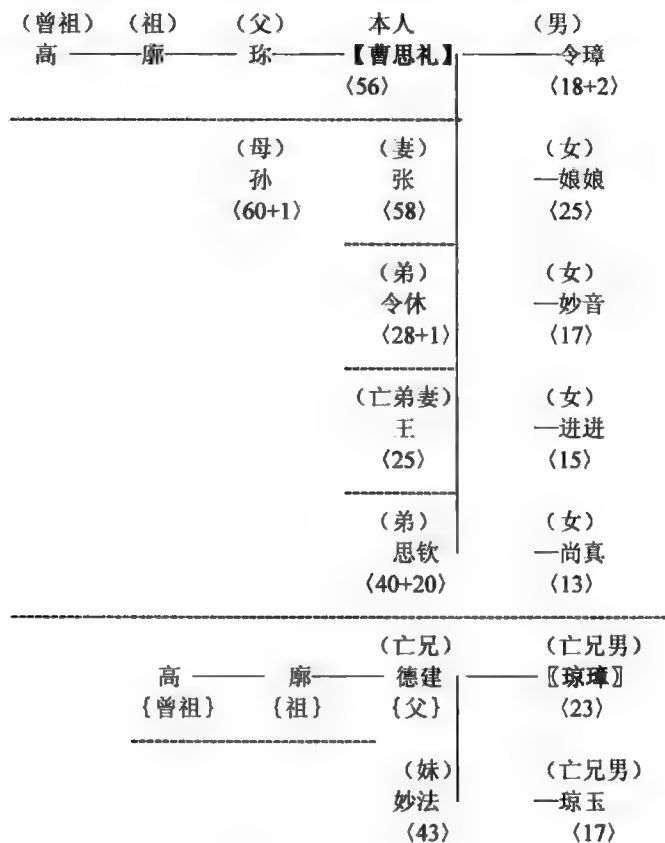 （曾祖） （祖） （父） 本人 （男）
高 —— 廓 —— 珎 —— 【曹思礼】 —— 令璋
〈56〉 〈18+2〉
（母） （妻） （女）
孙 张 —娘娘
〈60+1〉 〈58〉 〈25〉
（弟） （女）
令休 —妙音
〈28+1〉 〈17〉
（亡弟妻） （女）
王 —进进
〈25〉 〈15〉
（弟） （女）
思钦 —尚真
〈40+20〉 〈13〉
（亡兄） （亡兄男）
高 —— 廓 —— 德建 —— 〖琼璋〗
{曾祖} {祖} {父} 〈23〉
（妹） （亡兄男）
妙法 —琼玉
〈43〉 〈17〉